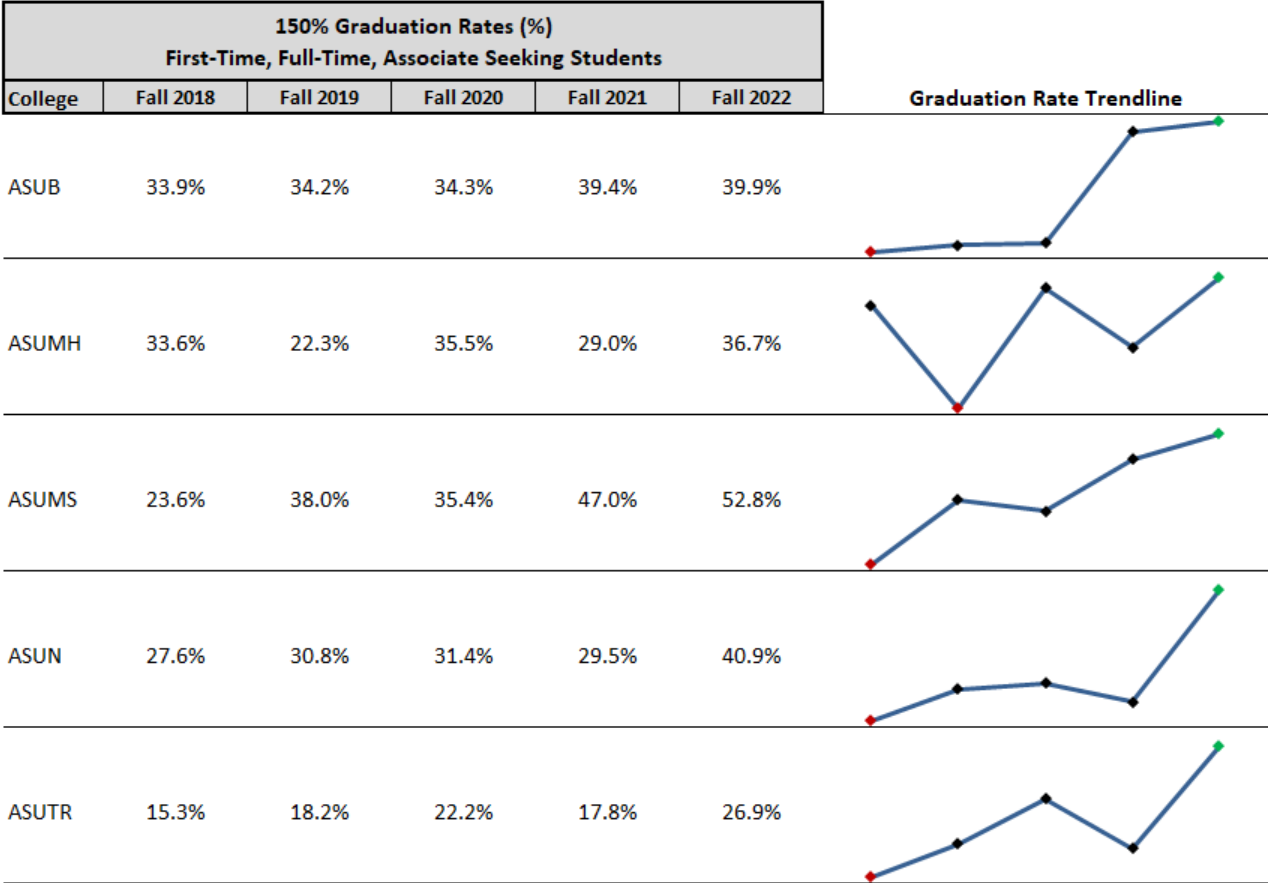 150% Graduation Rates (%)
First-Time, Full-Time, Associate Seeking Students
College Fall 2018 Fall 2019 Fall 2020 Fall 2021 Fall 2022 Graduation Rate Trendline
ASUB 33.9% 34.2% 34.3% 39.4% 39.9%
ASUMH 33.6% 22.3% 35.5% 29.0% 36.7%
ASUMS 23.6% 38.0% 35.4% 47.0% 52.8%
ASUN 27.6% 30.8% 31.4% 29.5% 40.9%
ASUTR 15.3% 18.2% 22.2% 17.8% 26.9%